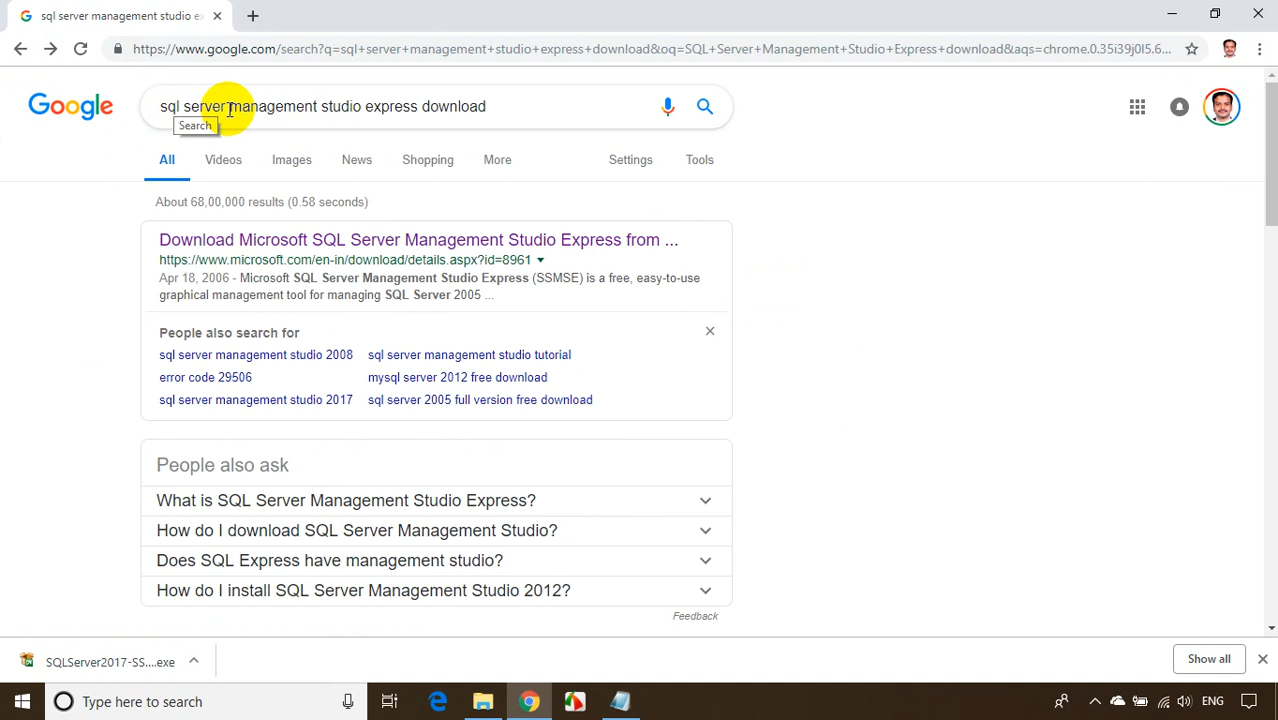 sql server management studio ex
https://www.google.com/search?q=sql+server+management+studio+express+download&oq=SQL+Server+Management+Studio+Express+download&aqs=chrome.0.35i39j0l5.6...
Google
sql server management studio express download
Search
All Videos Images News Shopping More Settings Tools
About 68,00,000 results (0.58 seconds)
Download Microsoft SQL Server Management Studio Express from ...
https://www.microsoft.com/en-in/download/details.aspx?id=8961
Apr 18, 2006 - Microsoft SQL Server Management Studio Express (SSMSE) is a free, easy-to-use
graphical management tool for managing SQL Server 2005 ...
People also search for
sql server management studio 2008 sql server management studio tutorial
error code 29506 mysql server 2012 free download
sql server management studio 2017 sql server 2005 full version free download
People also ask
What is SQL Server Management Studio Express?
How do I download SQL Server Management Studio?
Does SQL Express have management studio?
How do I install SQL Server Management Studio 2012?
Feedback
SQLServer2017-SS....exe Show all
Type here to search ENG